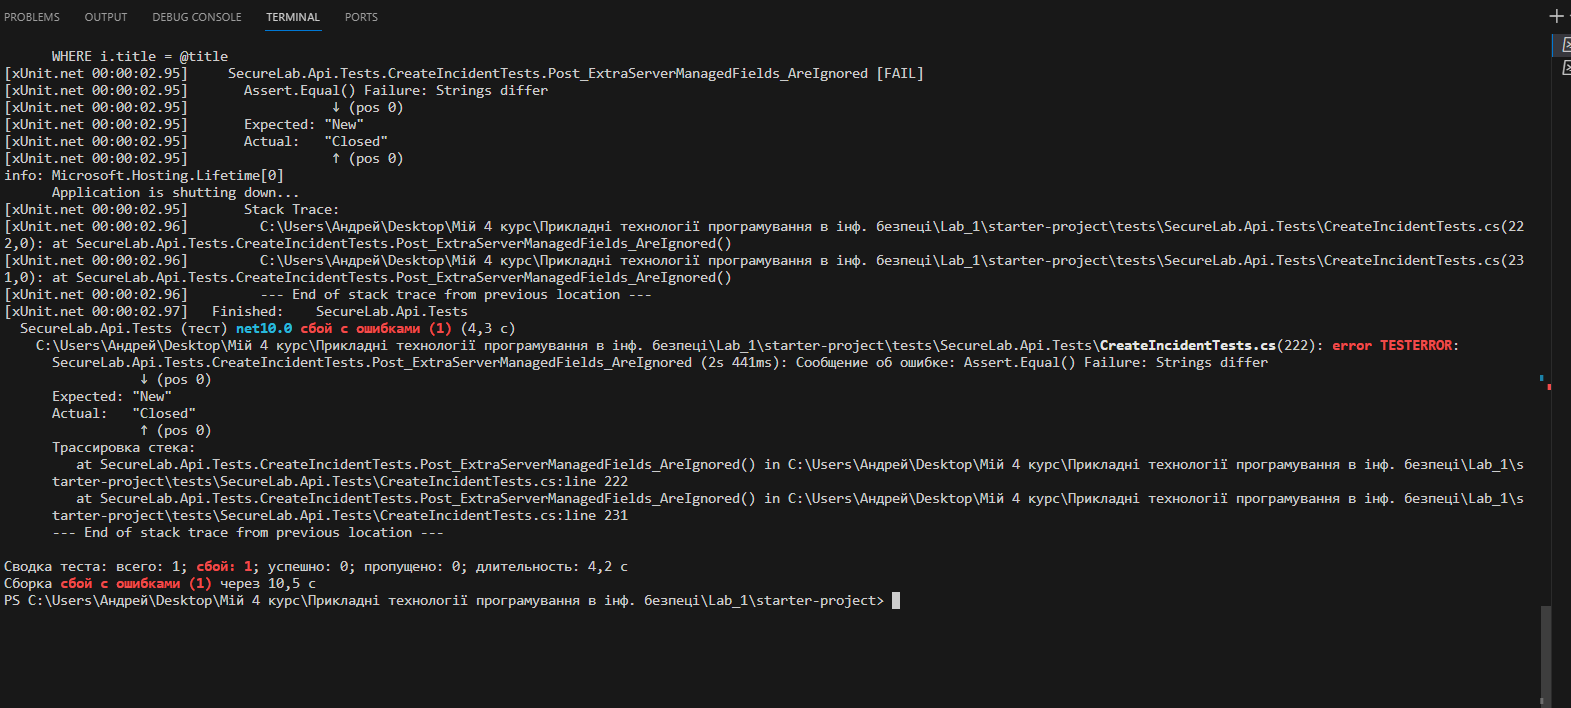 PROBLEMS OUTPUT DEBUG CONSOLE TERMINAL PORTS
WHERE i.title = @title
[xUnit.net 00:00:02.95] SecureLab.Api.Tests.CreateIncidentTests.Post_ExtraServerManagedFields_AreIgnored [FAIL]
[xUnit.net 00:00:02.95] Assert.Equal() Failure: Strings differ
[xUnit.net 00:00:02.95] ↓ (pos 0)
[xUnit.net 00:00:02.95] Expected: "New"
[xUnit.net 00:00:02.95] Actual: "Closed"
[xUnit.net 00:00:02.95] ↑ (pos 0)
info: Microsoft.Hosting.Lifetime[0]
Application is shutting down...
[xUnit.net 00:00:02.95] Stack Trace:
[xUnit.net 00:00:02.96] C:\Users\Андрей\Desktop\Мій 4 курс\Прикладні технології програмування в інф. безпеці\Lab_1\starter-project\tests\SecureLab.Api.Tests\CreateIncidentTests.cs(22
2,0): at SecureLab.Api.Tests.CreateIncidentTests.Post_ExtraServerManagedFields_AreIgnored()
[xUnit.net 00:00:02.96] C:\Users\Андрей\Desktop\Мій 4 курс\Прикладні технології програмування в інф. безпеці\Lab_1\starter-project\tests\SecureLab.Api.Tests\CreateIncidentTests.cs(23
1,0): at SecureLab.Api.Tests.CreateIncidentTests.Post_ExtraServerManagedFields_AreIgnored()
[xUnit.net 00:00:02.96] --- End of stack trace from previous location ---
[xUnit.net 00:00:02.97] Finished: SecureLab.Api.Tests
SecureLab.Api.Tests (тест) net10.0 сбой с ошибками (1) (4,3 с)
C:\Users\Андрей\Desktop\Мій 4 курс\Прикладні технології програмування в інф. безпеці\Lab_1\starter-project\tests\SecureLab.Api.Tests\CreateIncidentTests.cs(222): error TESTERROR:
SecureLab.Api.Tests.CreateIncidentTests.Post_ExtraServerManagedFields_AreIgnored (2s 441ms): Сообщение об ошибке: Assert.Equal() Failure: Strings differ
↓ (pos 0)
Expected: "New"
Actual: "Closed"
↑ (pos 0)
Трассировка стека:
at SecureLab.Api.Tests.CreateIncidentTests.Post_ExtraServerManagedFields_AreIgnored() in C:\Users\Андрей\Desktop\Мій 4 курс\Прикладні технології програмування в інф. безпеці\Lab_1\s
tarter-project\tests\SecureLab.Api.Tests\CreateIncidentTests.cs:line 222
at SecureLab.Api.Tests.CreateIncidentTests.Post_ExtraServerManagedFields_AreIgnored() in C:\Users\Андрей\Desktop\Мій 4 курс\Прикладні технології програмування в інф. безпеці\Lab_1\s
tarter-project\tests\SecureLab.Api.Tests\CreateIncidentTests.cs:line 231
--- End of stack trace from previous location ---
Сводка теста: всего: 1; сбой: 1; успешно: 0; пропущено: 0; длительность: 4,2 с
Сборка сбой с ошибками (1) через 10,5 с
PS C:\Users\Андрей\Desktop\Мій 4 курс\Прикладні технології програмування в інф. безпеці\Lab_1\starter-project>